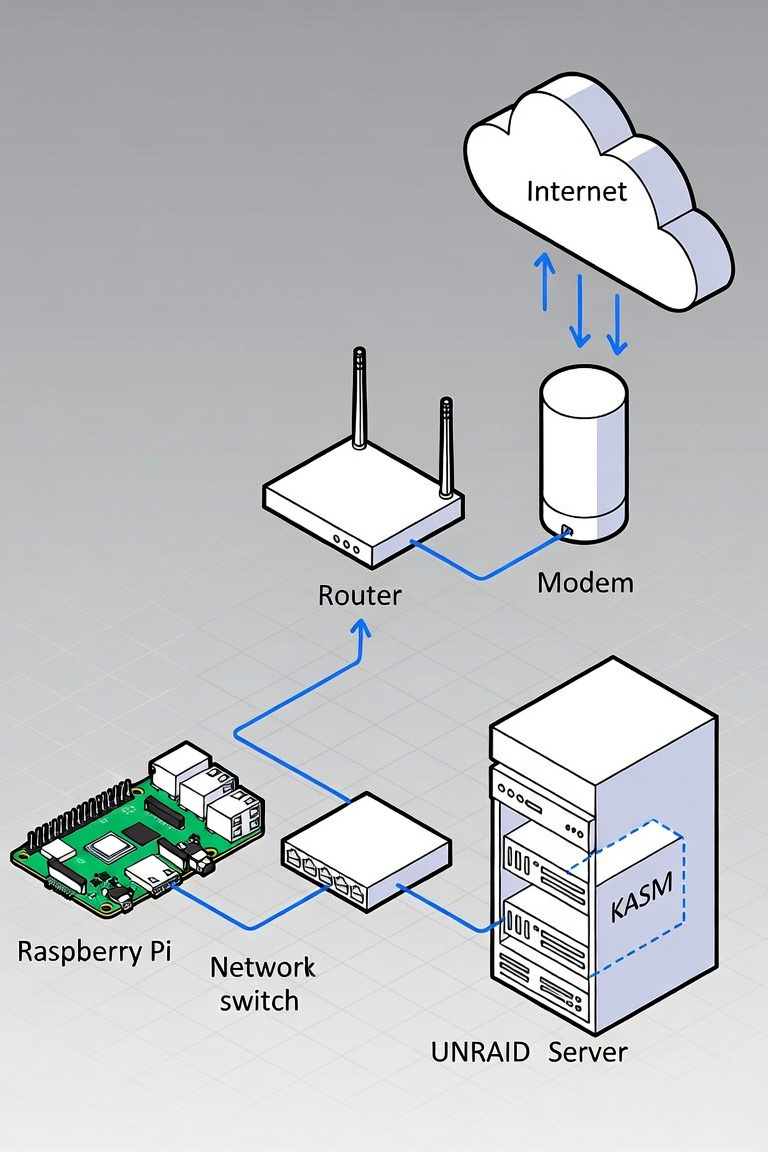 Internet
Router
Modem
KASM
Raspberry Pi
Network
switch
UNRAID Server